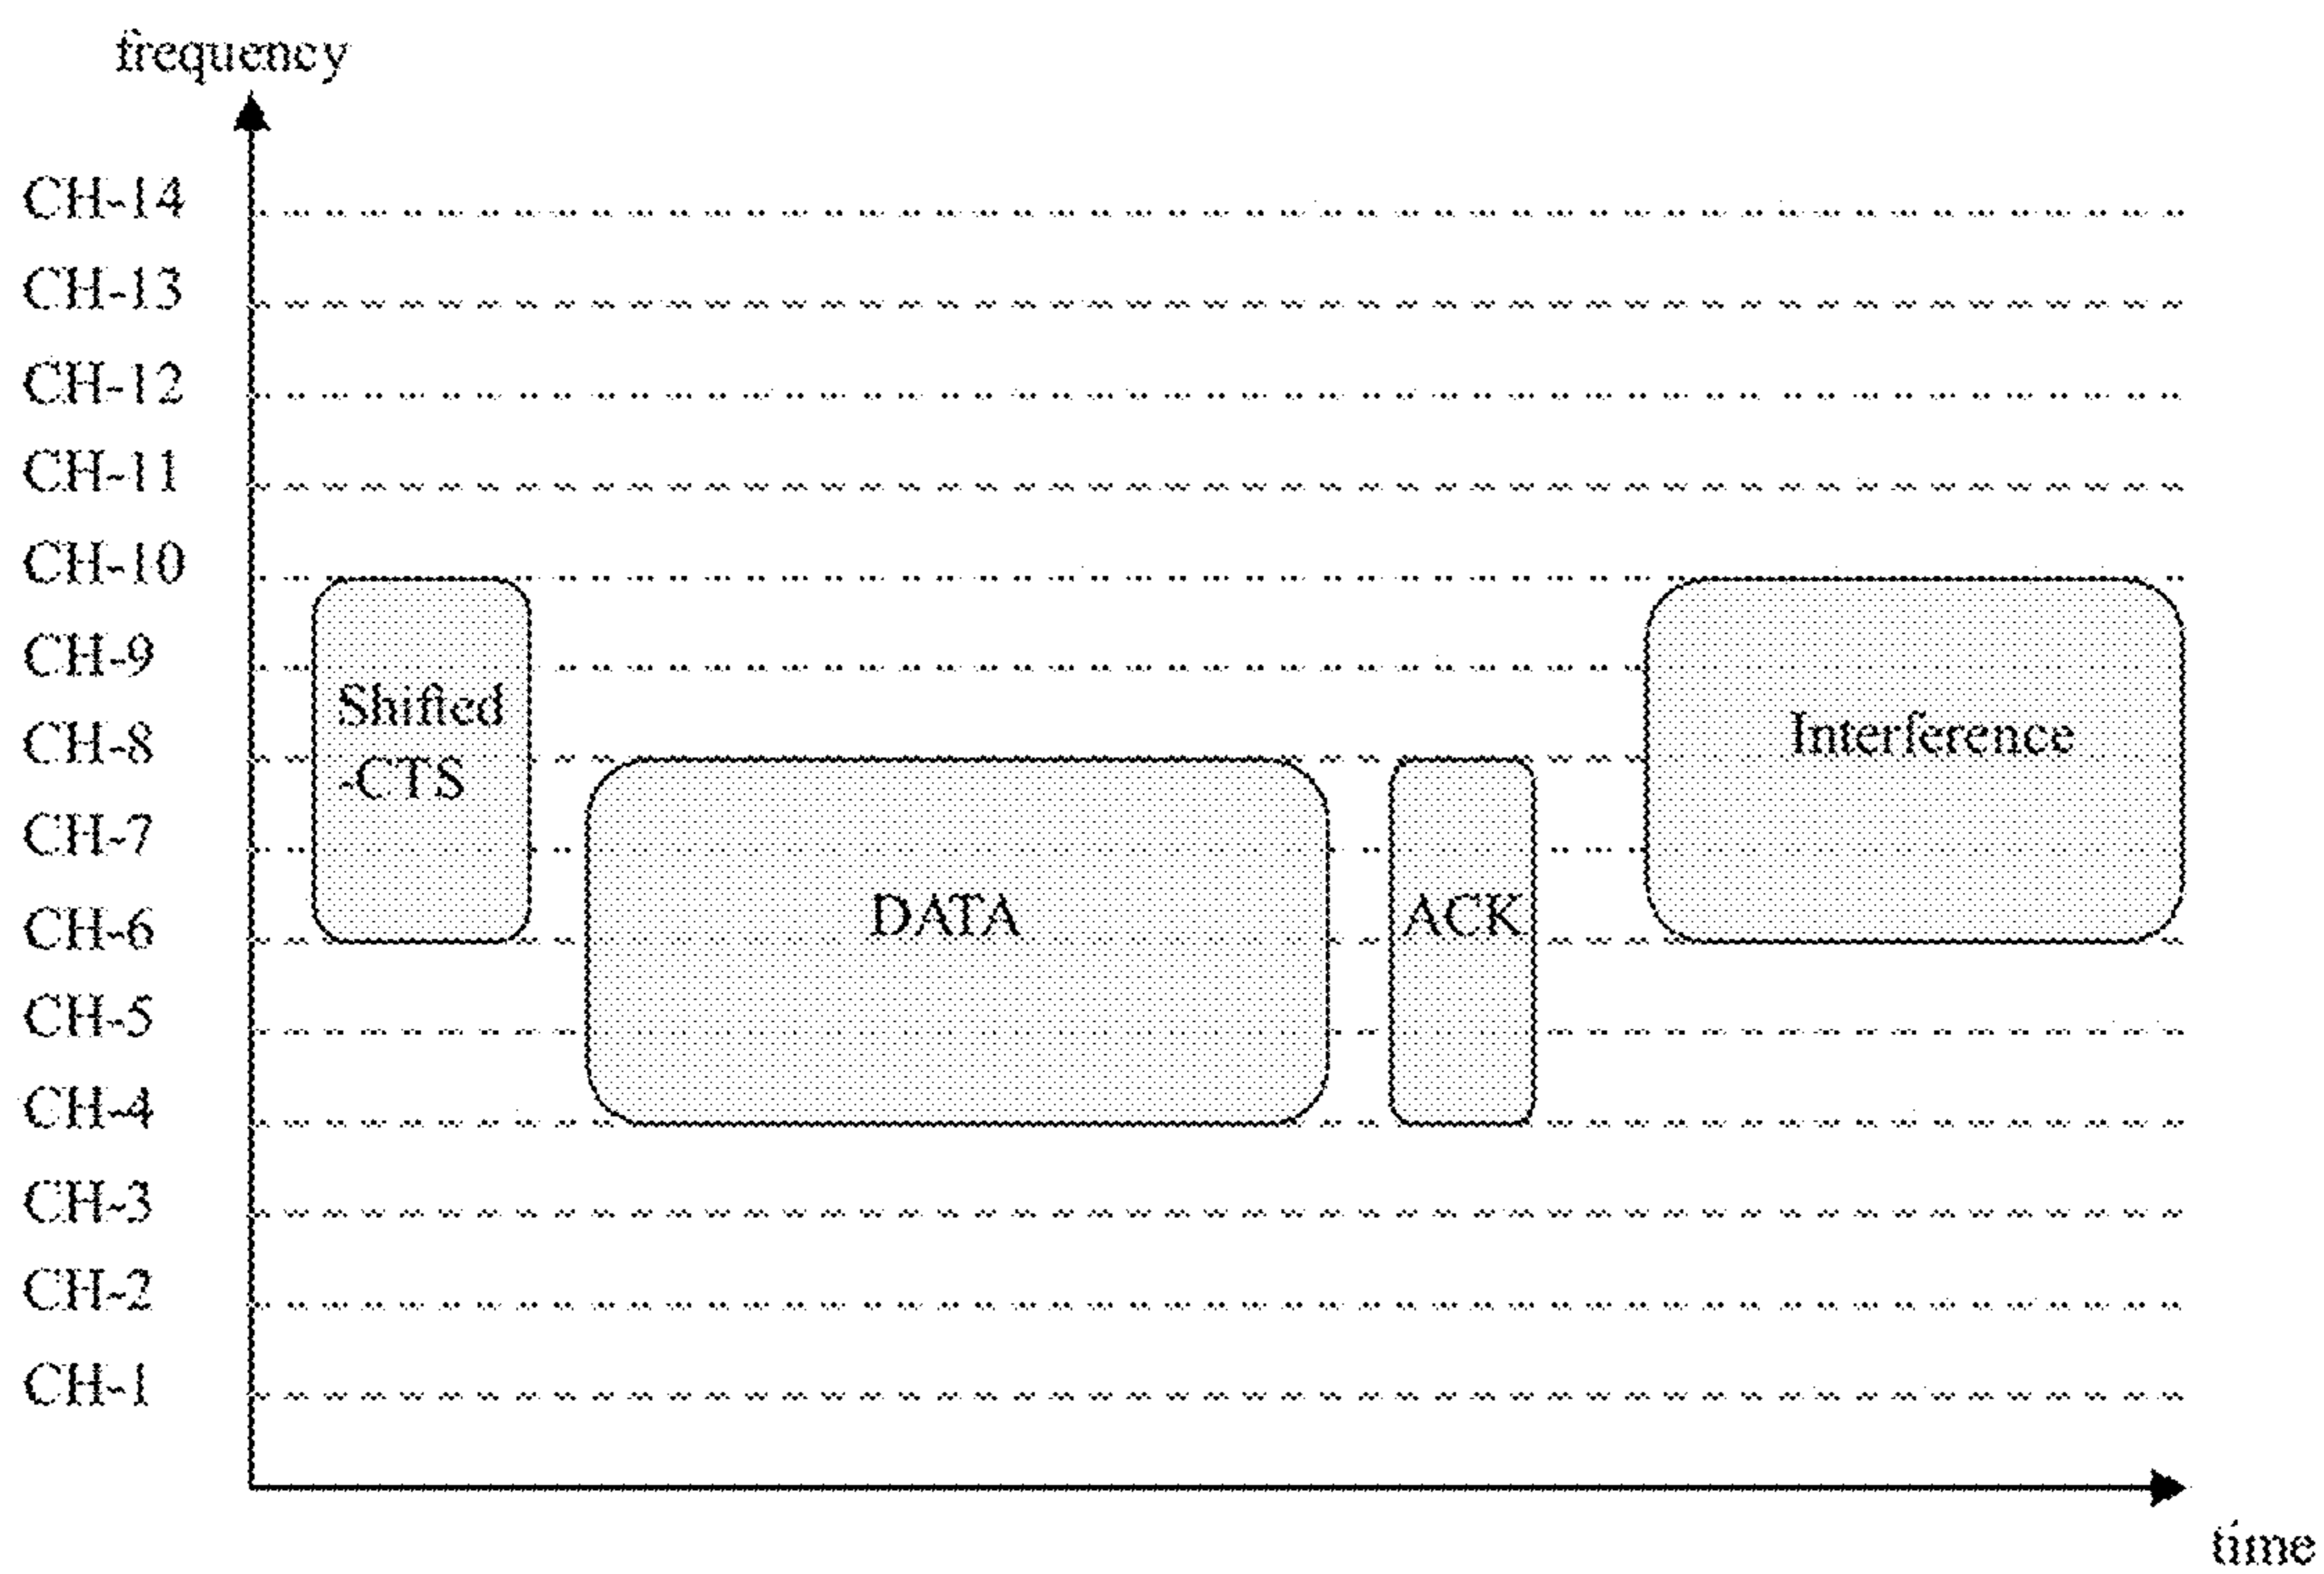 frequency
CH-14
CH-13
CH-12
CH-11
CH-10
CH-9
Shifted
CH-8
Interference
-CTS
CH-7
CH-6
DATA
ACK
CH-5
CH-4
CH-3
CH-2
CH-1
time